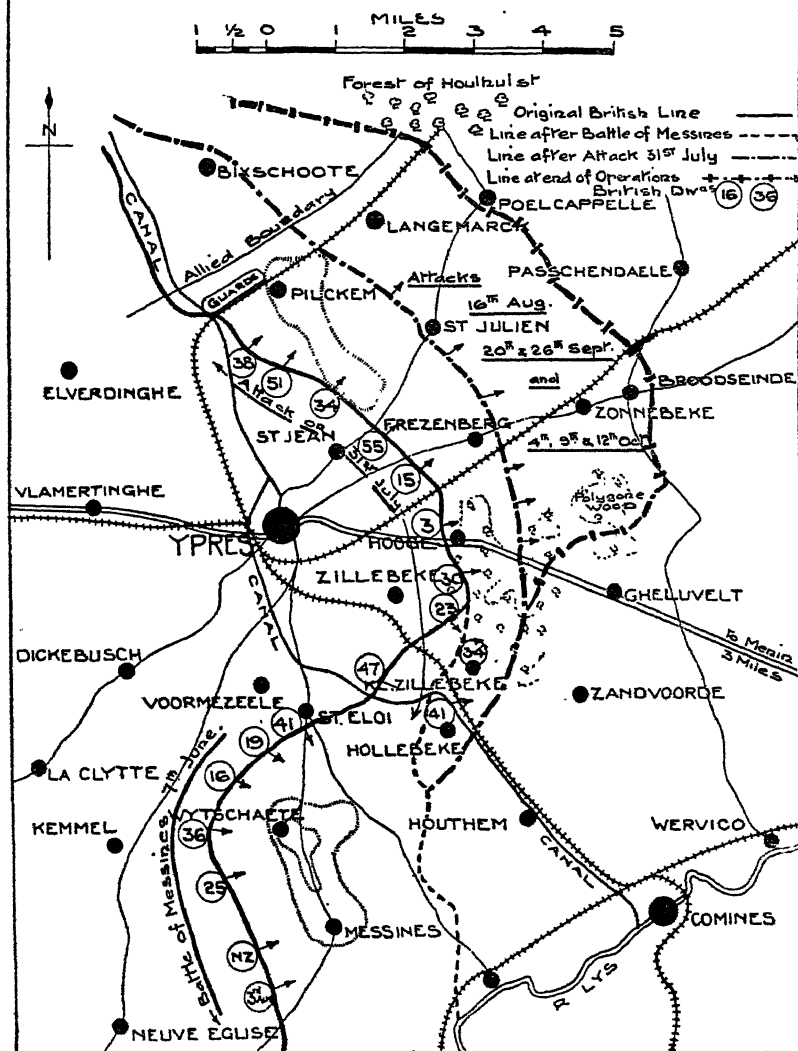 MILES
1 ½ 0 1 2 3 4 5
Forest of Houlhulst
Original British Line
Line after Battle of Messines
Line after Attack 31ST July
Line at end of Operations
British Divns 16 36
N
BIXSCHOOTE
CANAL
Allied Boundary
POELCAPPELLE
LANGEMARCK
PASSCHENDAELE
GUARDS
PILCKEM
Attacks
16TH Aug.
ST JULIEN
20TH & 26TH Sept.
and
4TH, 9TH & 12TH Oct.
ELVERDINGHE
38
51
34
Attack on
31ST July
BROODSEINDE
ZONNEBEKE
FREZENBERG
ST JEAN
55
15
VLAMERTINGHE
Polygone
Wood
3
YPRES
HOOGE
ZILLEBEKE
30
23
GHELUVELT
CANAL
To Menin
3 Miles
DICKEBUSCH
34
47
KL. ZILLEBEKE
VOORMEZEELE
ZANDVOORDE
41
ST. ELOI
41
19
HOLLEBEKE
LA CLYTTE
16
Battle of Messines 7TH June.
KEMMEL
WYTSCHAETE
36
HOUTHEM
WERVICQ
CANAL
25
COMINES
MESSINES
NZ
R LYS
NEUVE EGLISE